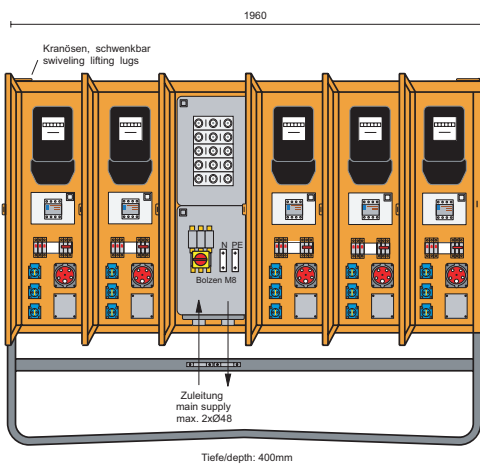 1960
Kranösen, schwenkbar
swiveling lifting lugs
N PE
Bolzen M8
Zuleitung
main supply
max. 2xØ48
Tiefe/depth: 400mm